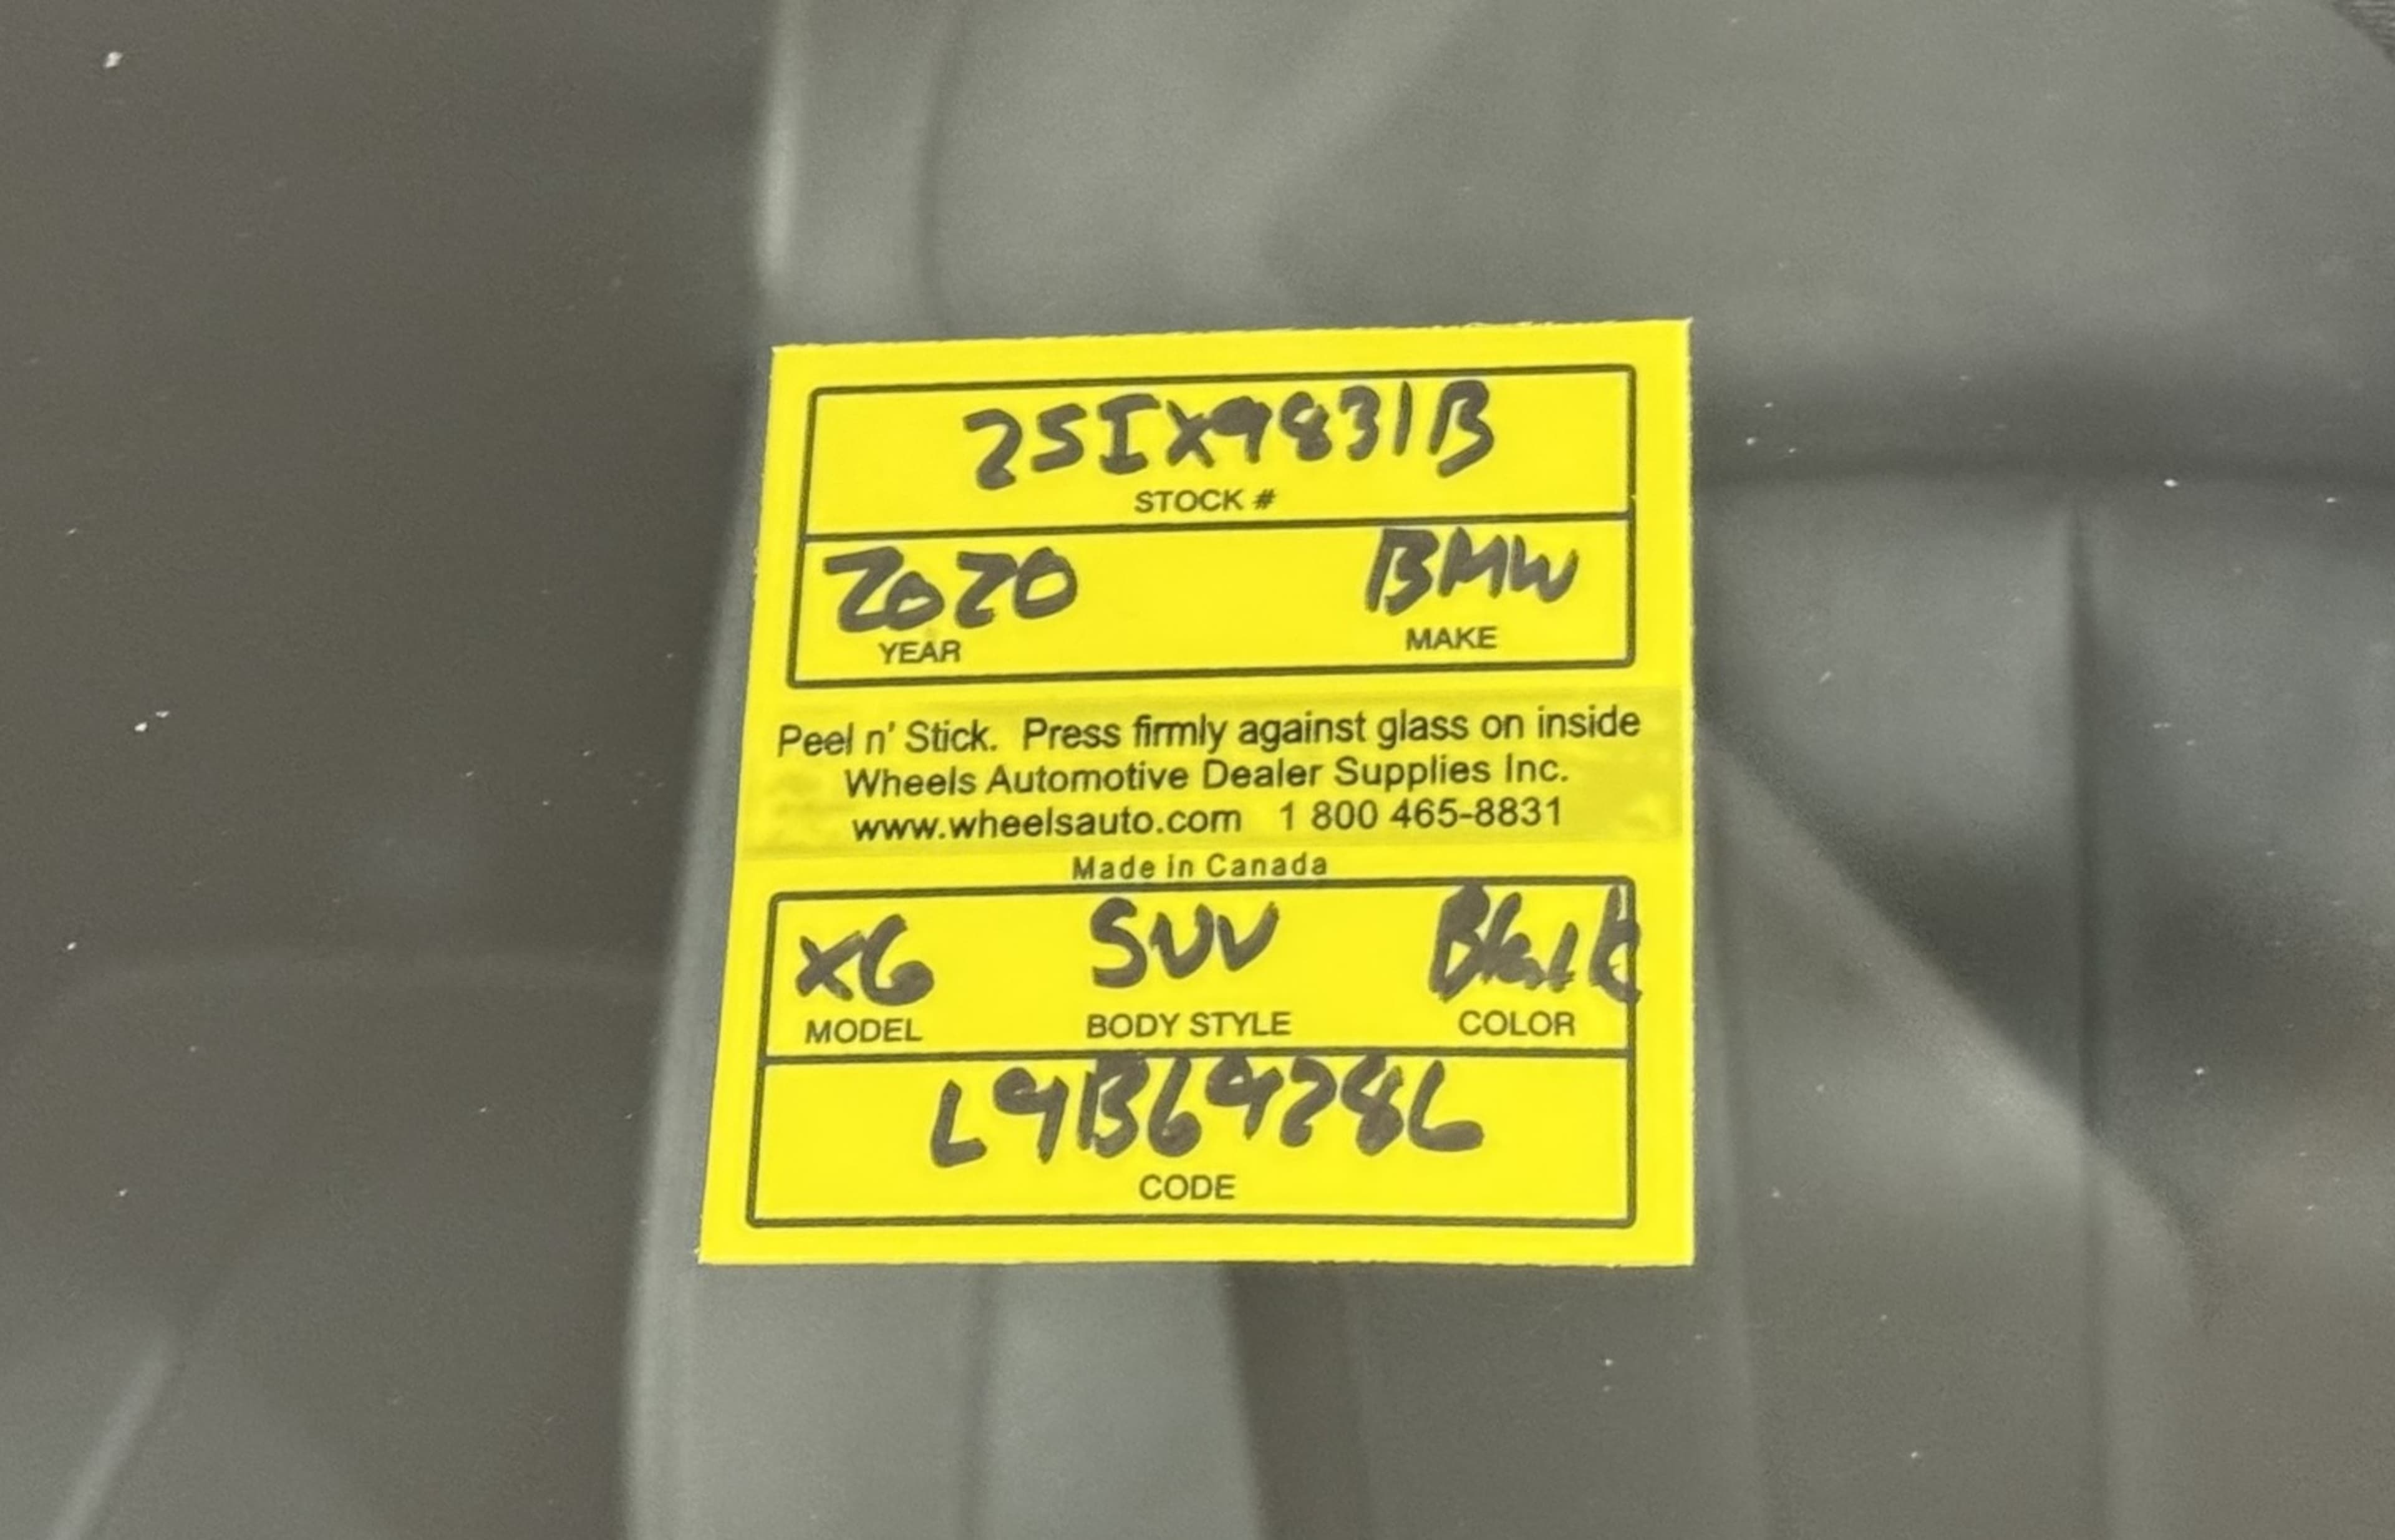 25IX9831B
STOCK #
2020 BMW
YEAR MAKE
Peel n' Stick. Press firmly against glass on inside
Wheels Automotive Dealer Supplies Inc.
www.wheelsauto.com 1 800 465-8831
Made in Canada
X6 SUV Black
MODEL BODY STYLE COLOR
L9B69286
CODE